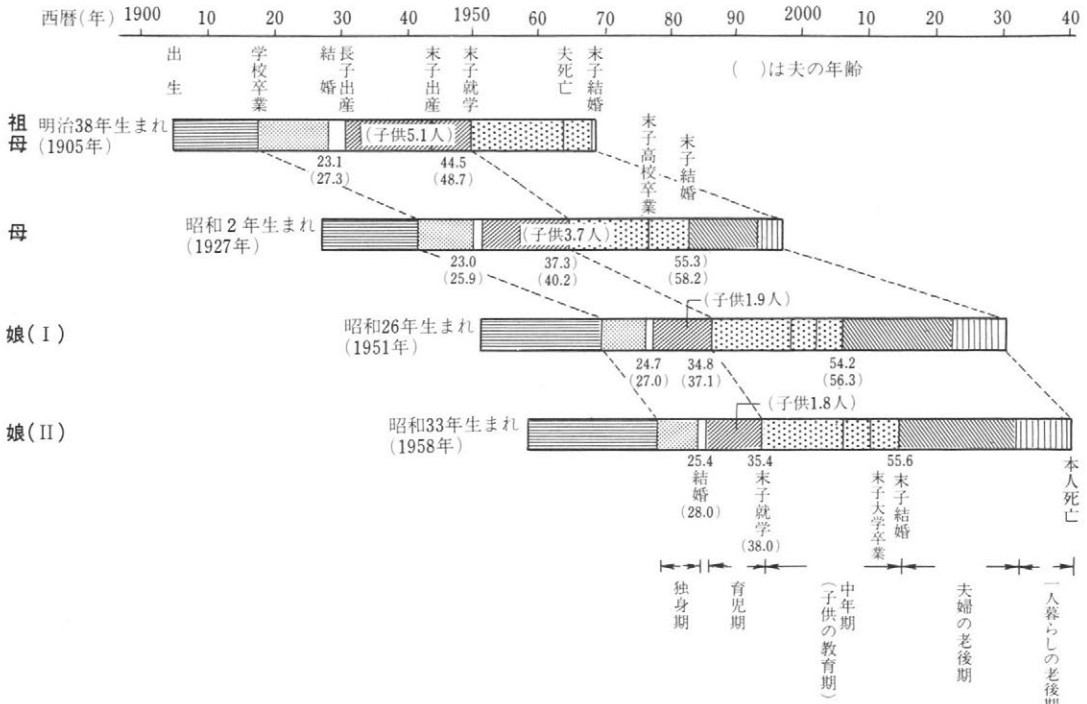 西暦(年) 1900 10 20 30 40 1950 60 70 80 90 2000 10 20 30 40
出生
学校卒業
結婚
長子出産
末子出産
末子就学
夫死亡
末子結婚
( )は夫の年齢
祖母
明治38年生まれ
(1905年)
(子供5.1人)
23.1
(27.3)
44.5
(48.7)
末子高校卒業
末子結婚
母
昭和2年生まれ
(1927年)
(子供3.7人)
23.0
(25.9)
37.3
(40.2)
55.3
(58.2)
娘(I)
昭和26年生まれ
(1951年)
(子供1.9人)
24.7
(27.0)
34.8
(37.1)
54.2
(56.3)
娘(II)
昭和33年生まれ
(1958年)
(子供1.8人)
25.4
結婚
(28.0)
35.4
末子就学
(38.0)
末子大学卒業
55.6
末子結婚
本人死亡
独身期
育児期
中年期
(子供の教育期)
夫婦の老後期
一人暮らしの老後期